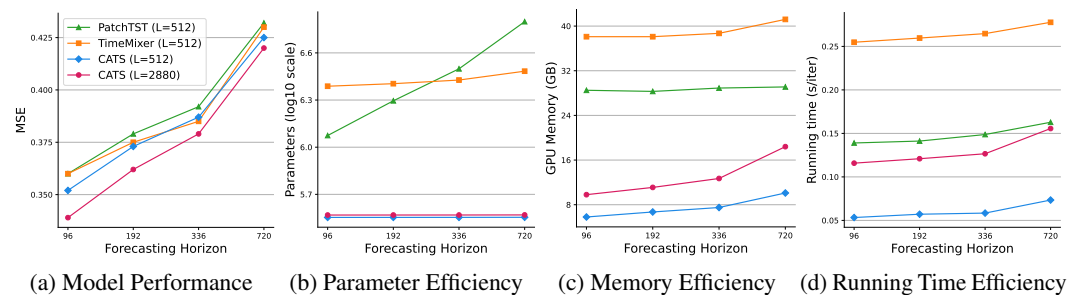 PatchTST (L=512)
TimeMixer (L=512)
CATS (L=512)
CATS (L=2880)
MSE
0.425
0.400
0.375
0.350
96
192
336
720
Forecasting Horizon
(a) Model Performance
Parameters (log10 scale)
6.6
6.3
6.0
5.7
96
192
336
720
Forecasting Horizon
(b) Parameter Efficiency
GPU Memory (GB)
40
32
24
16
8
96
192
336
720
Forecasting Horizon
(c) Memory Efficiency
Running time (s/iter)
0.25
0.20
0.15
0.10
0.05
96
192
336
720
Forecasting Horizon
(d) Running Time Efficiency